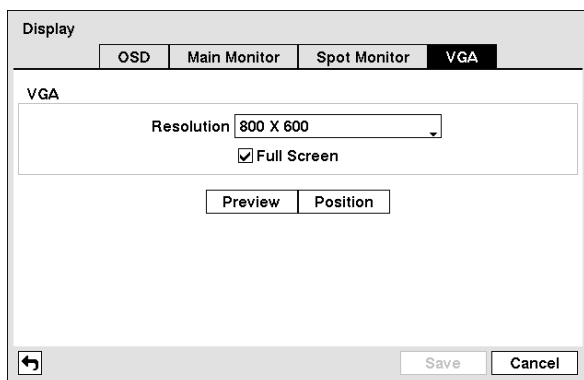 Display
OSD Main Monitor Spot Monitor VGA
VGA
Resolution 800 X 600
Full Screen
Preview Position
Save Cancel